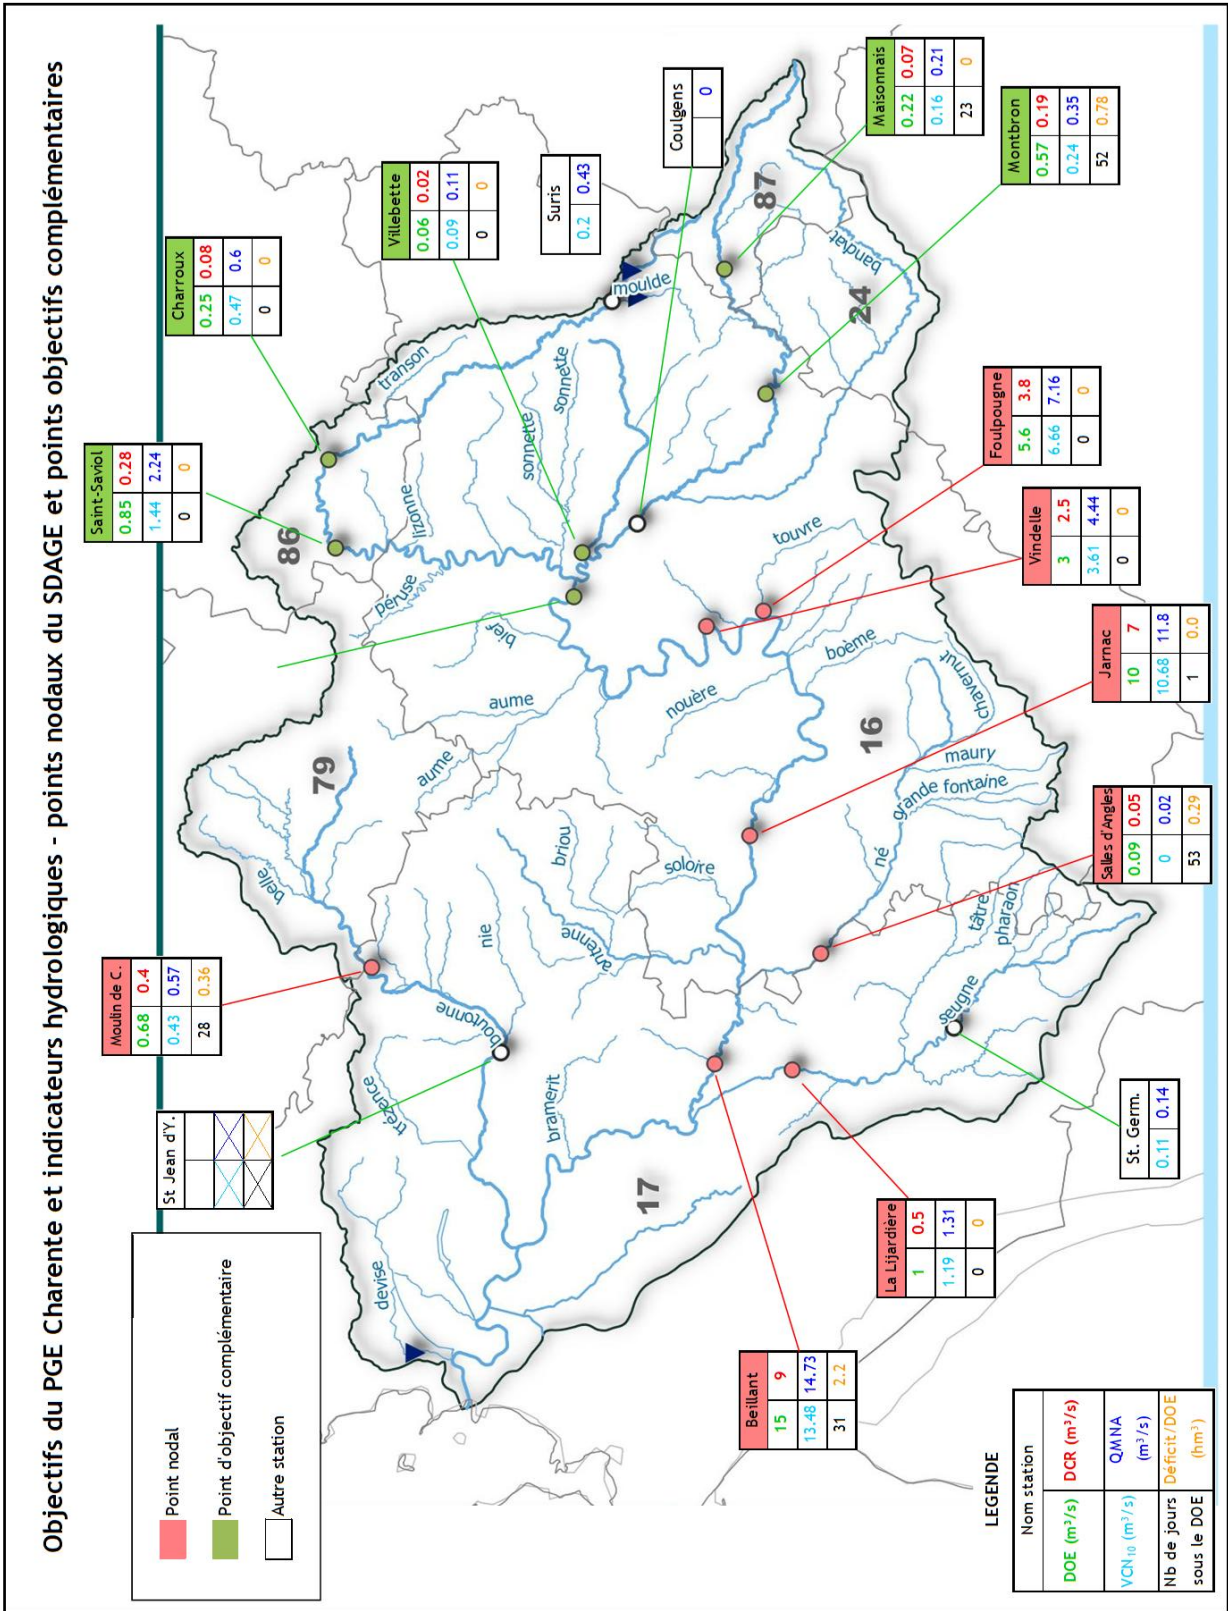 Objectifs du PGE Charente et indicateurs hydrologiques - points nodaux du SDAGE et points objectifs complémentaires
Point nodal
Point d'objectif complémentaire
Autre station
St Jean d'Y.
Moulin de C.
0.68 0.4
0.43 0.57
28 0.36
Saint-Saviol
0.85 0.28
1.44 2.24
0 0
Charroux
0.25 0.08
0.47 0.6
0 0
Villebette
0.06 0.02
0.09 0.11
0 0
Suris
0.2 0.43
Coulgens
0
Maisonnais
0.22 0.07
0.16 0.21
23 0
Montbron
0.57 0.19
0.24 0.35
52 0.78
Foulpougne
5.6 3.8
6.66 7.16
0 0
Vindelle
3 2.5
3.61 4.44
0 0
Jarnac
10 7
10.68 11.8
1 0.0
Salles d'Angles
0.09 0.05
0 0.02
53 0.29
St. Germ.
0.11 0.14
La Lijardière
1 0.5
1.19 1.31
0 0
Beillant
15 9
13.48 14.73
31 2.2
devise
trézence
boutonne
belle
nie
bramerit
antenne
briou
soloire
aume
aume
péruse
bief
lizonne
transon
sonnette
sonnette
moulde
bandiat
touvre
nouère
boème
chavernut
maury
grande fontaine
né
tâtre
pharaon
seugne
79
86
87
24
16
17
LEGENDE
Nom station
DOE (m³/s) DCR (m³/s)
VCN₁₀ (m³/s) QMNA
(m³/s)
Nb de jours Déficit/DOE
sous le DOE (hm³)